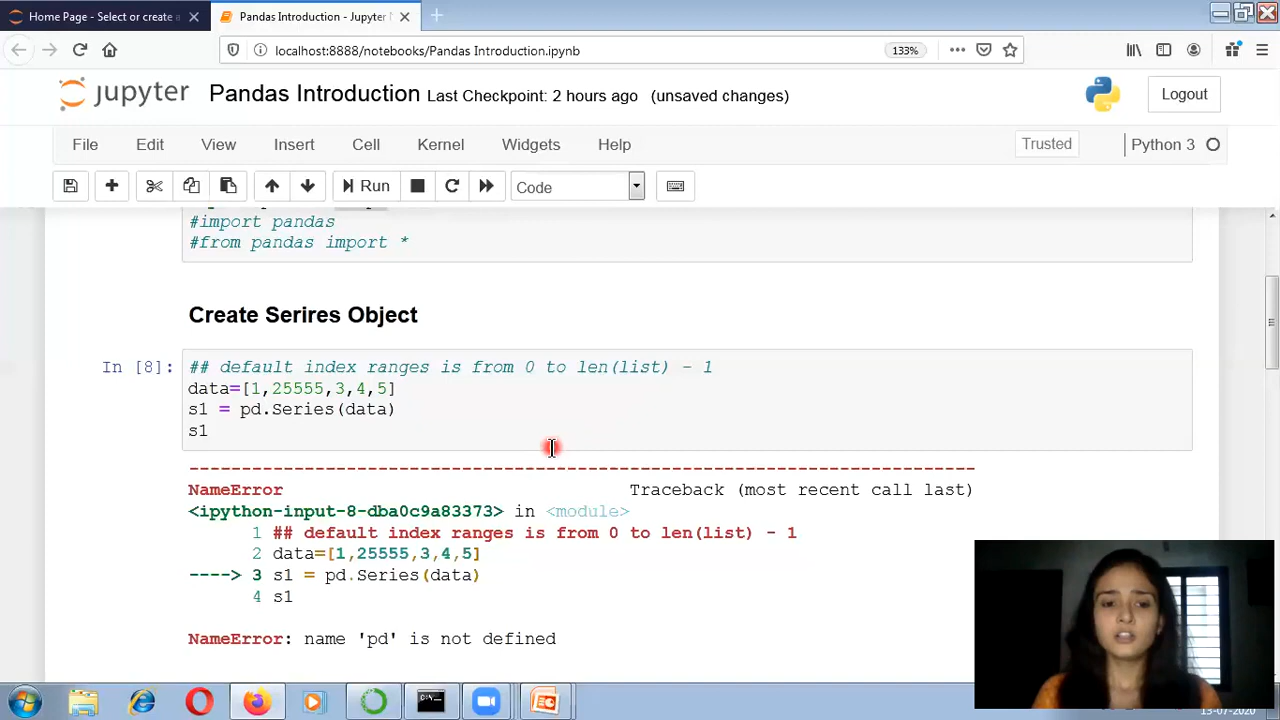 Home Page - Select or create a
Pandas Introduction - Jupyter
localhost:8888/notebooks/Pandas Introduction.ipynb
133%
jupyter Pandas Introduction Last Checkpoint: 2 hours ago (unsaved changes)
Logout
File Edit View Insert Cell Kernel Widgets Help
Trusted
Python 3
Run
Code
#import pandas
#from pandas import *
Create Serires Object
In [8]: ## default index ranges is from 0 to len(list) - 1
data=[1,25555,3,4,5]
s1 = pd.Series(data)
s1
---------------------------------------------------------------------------
NameError Traceback (most recent call last)
<ipython-input-8-dba0c9a83373> in <module>
1 ## default index ranges is from 0 to len(list) - 1
2 data=[1,25555,3,4,5]
----> 3 s1 = pd.Series(data)
4 s1
NameError: name 'pd' is not defined
13-07-2020